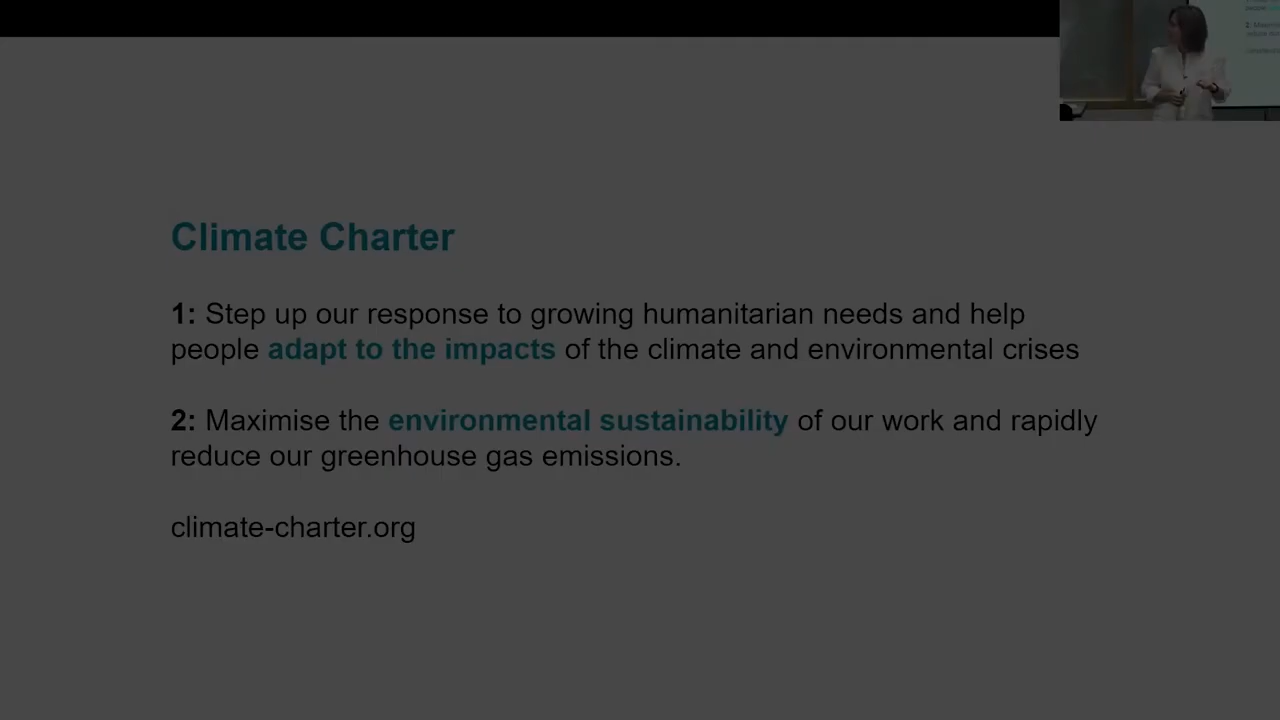 Climate Charter
1: Step up our response to growing humanitarian needs and help
people adapt to the impacts of the climate and environmental crises
2: Maximise the environmental sustainability of our work and rapidly
reduce our greenhouse gas emissions.
climate-charter.org